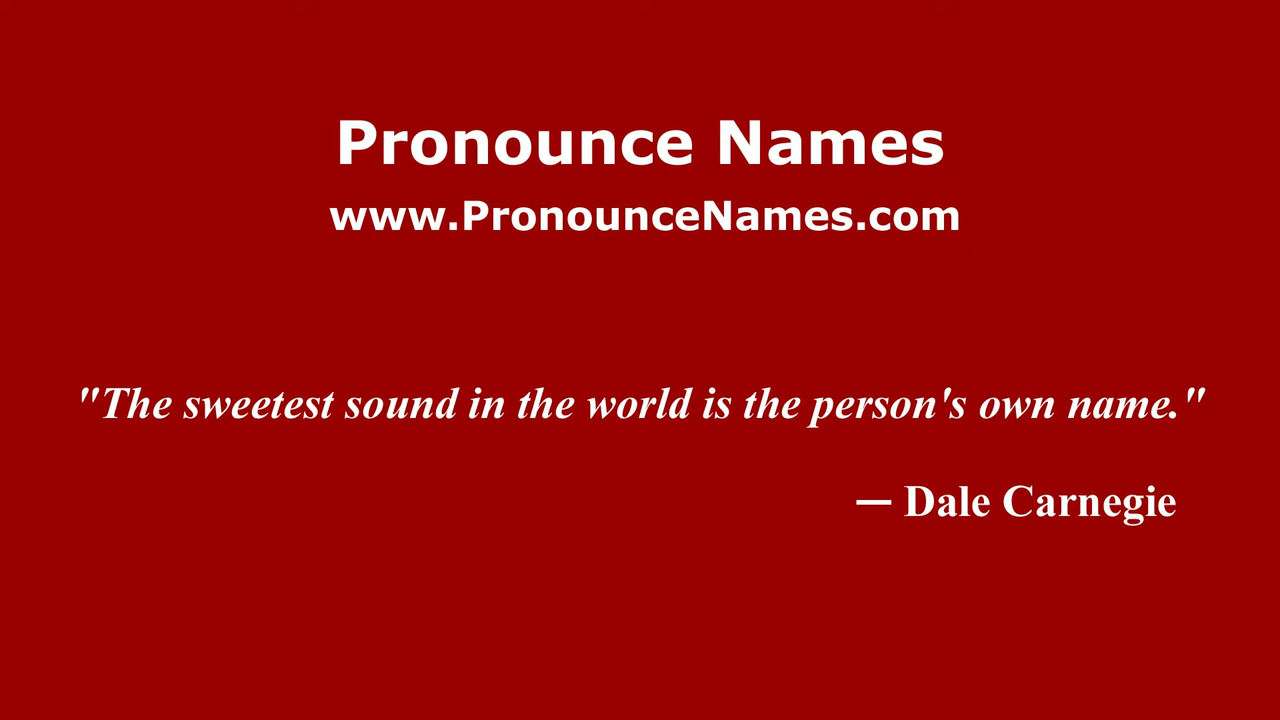 Pronounce Names
www.PronounceNames.com
"The sweetest sound in the world is the person's own name."
— Dale Carnegie